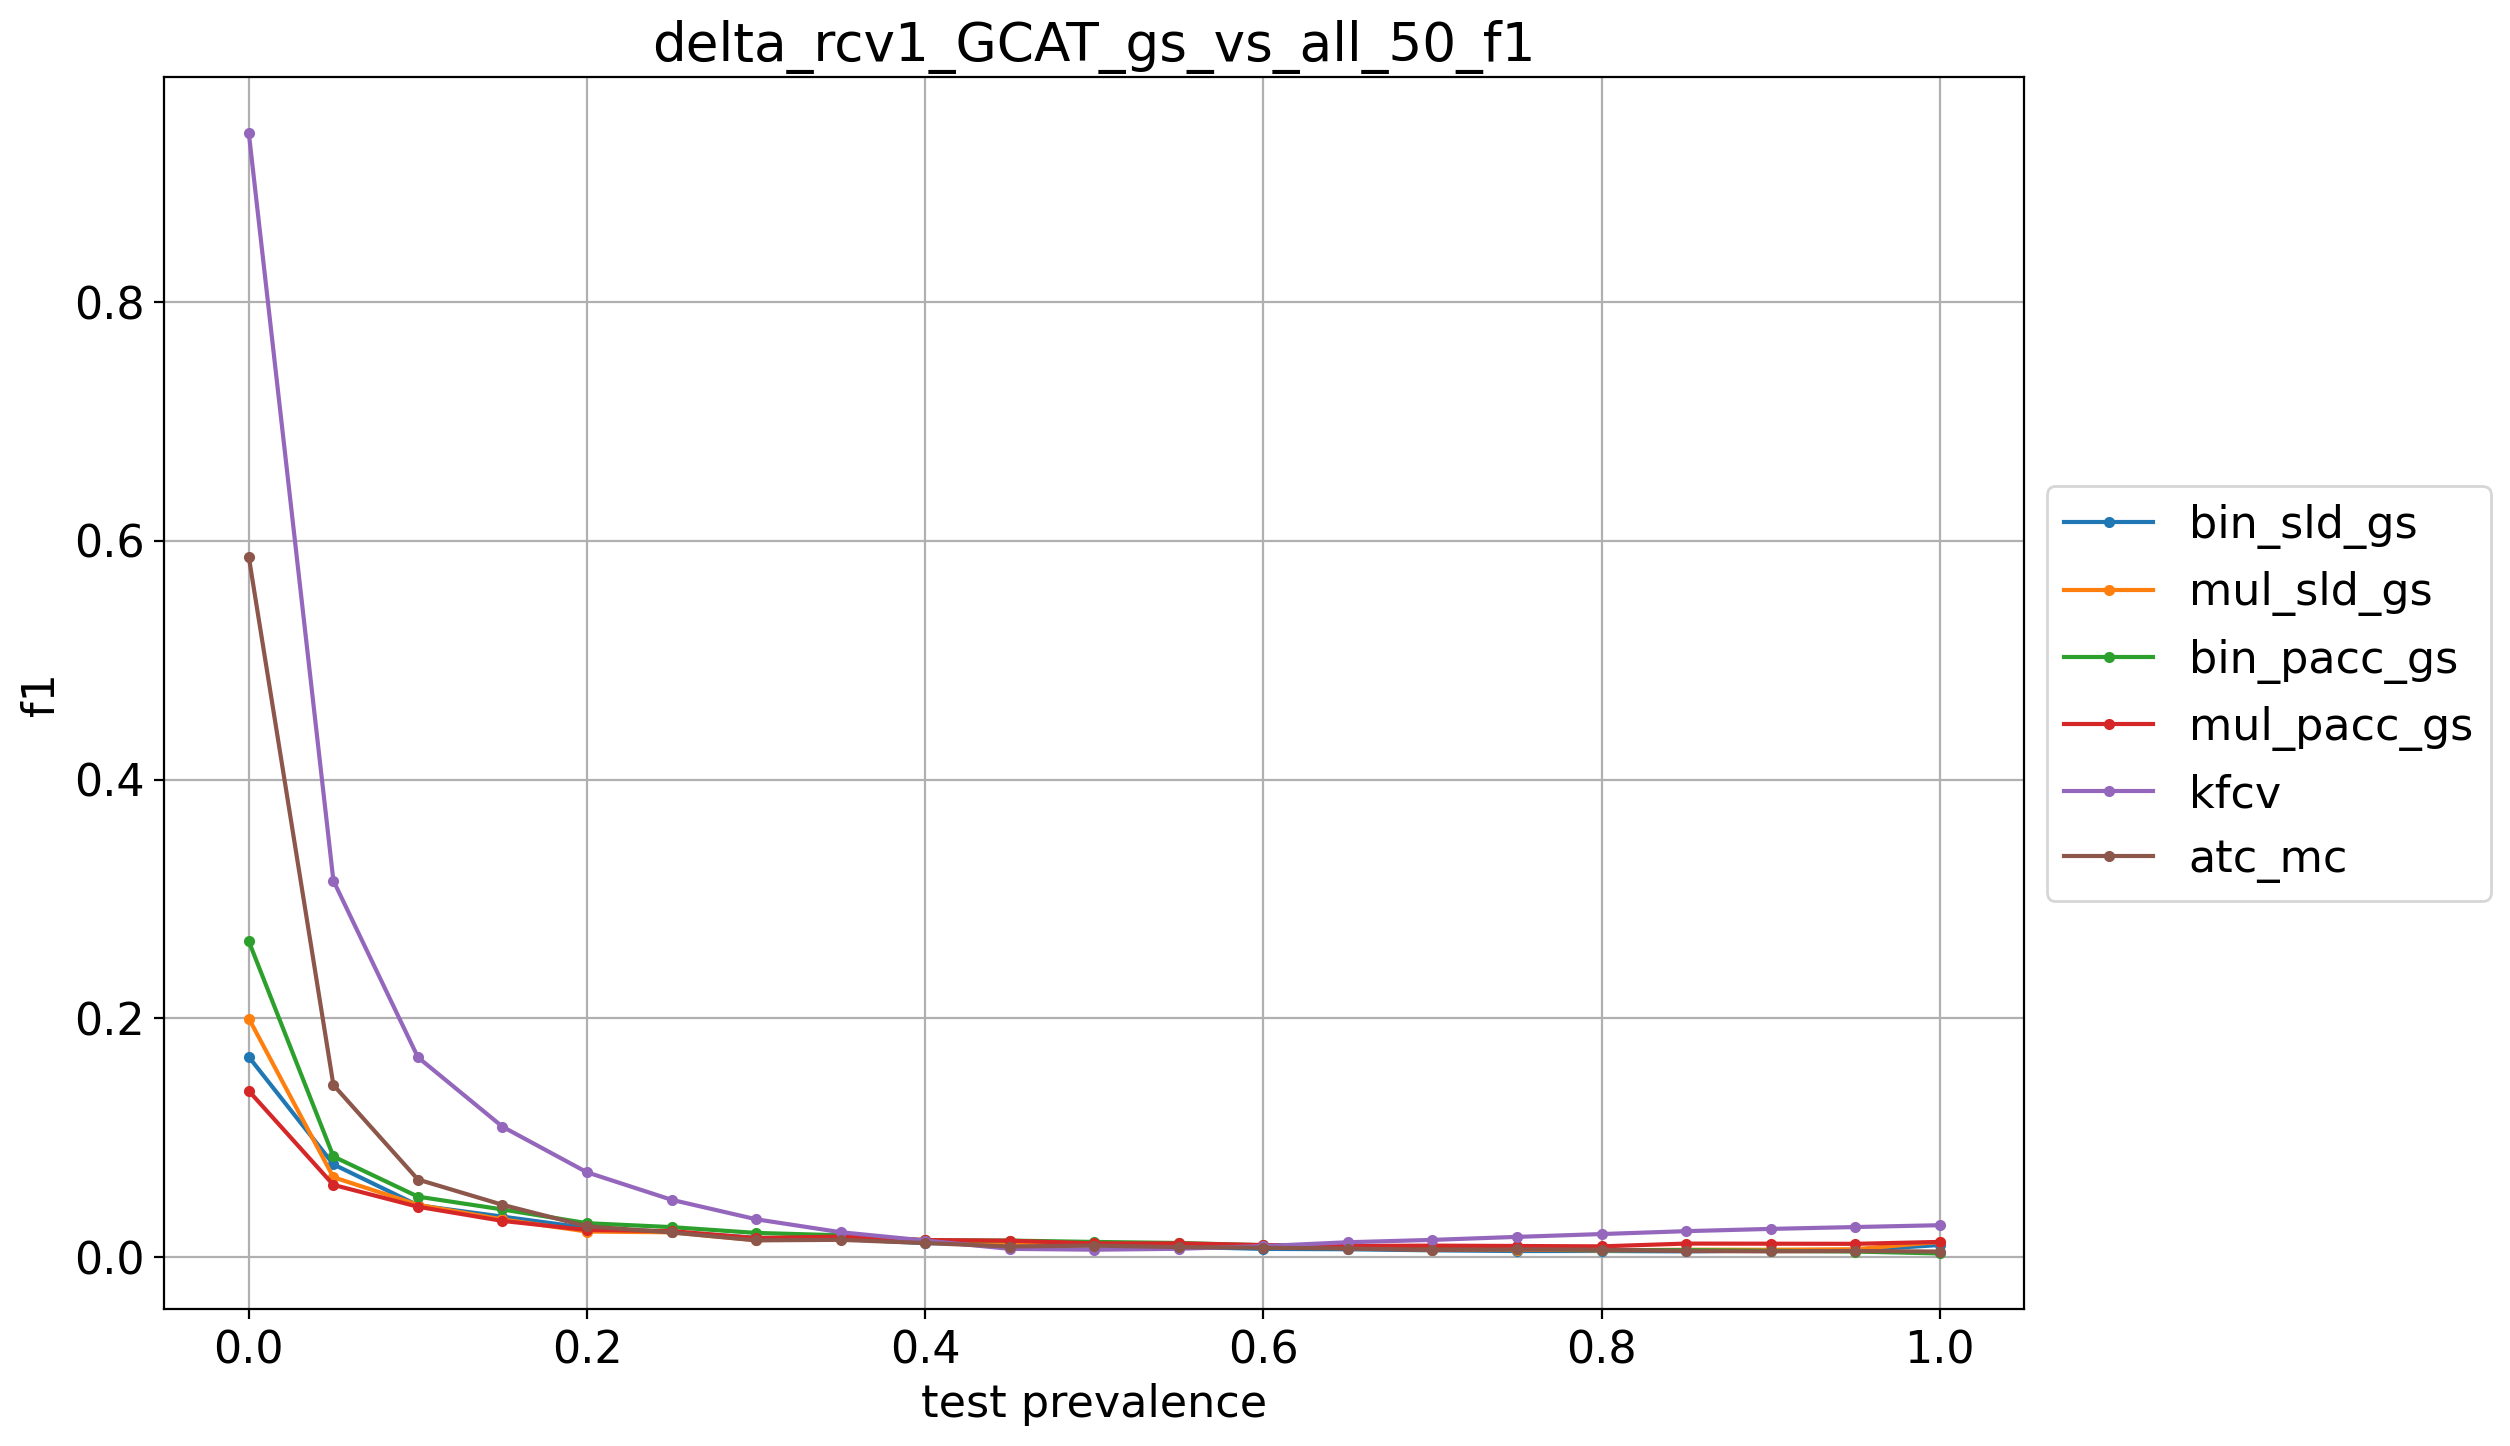 delta_rcv1_GCAT_gs_vs_all_50_f1
f1
0.8
0.6
0.4
0.2
0.0
0.0 0.2 0.4 0.6 0.8 1.0
test prevalence
bin_sld_gs
mul_sld_gs
bin_pacc_gs
mul_pacc_gs
kfcv
atc_mc